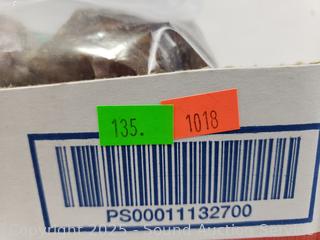 135.
1018
PS00011132700
Copyright 2025 - Sound Auction Service